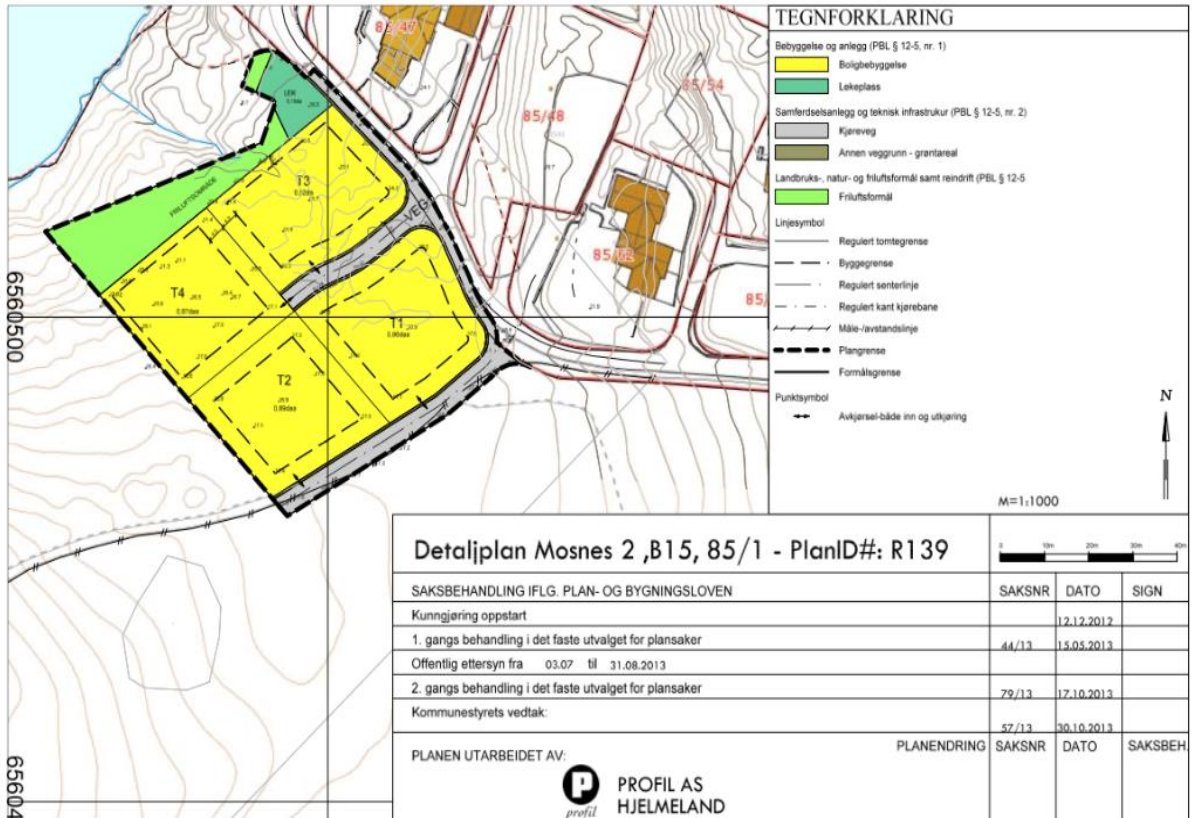 TEGNFORKLARING
Bebyggelse og anlegg (PBL § 12-5, nr. 1)
Boligbebyggelse
Lekeplass
Samferdselsanlegg og teknisk infrastrukur (PBL § 12-5, nr. 2)
Kjøreveg
Annen veggrunn - grøntareal
Landbruks-, natur- og friluftsformål samt reindrift (PBL § 12-5
Friluftsformål
Linjesymbol
Regulert tomtegrense
Byggegrense
Regulert senterlinje
Regulert kant kjørebane
Måle-/avstandslinje
Plangrense
Formålsgrense
Punktsymbol
Avkjørsel-både inn og utkjøring
N
M=1:1000
85/48
85/54
85/52
85/
LEK
T3
VEG
FRILUFTSOMRÅDE
T4
T1
T2
6560500
65604
Detaljplan Mosnes 2 ,B15, 85/1 - PlanID#: R139
0 10m 20m 30m 40m
SAKSBEHANDLING IFLG. PLAN- OG BYGNINGSLOVEN SAKSNR DATO SIGN
Kunngjøring oppstart 12.12.2012
1. gangs behandling i det faste utvalget for plansaker 44/13 15.05.2013
Offentlig ettersyn fra 03.07 til 31.08.2013
2. gangs behandling i det faste utvalget for plansaker 79/13 17.10.2013
Kommunestyrets vedtak: 57/13 30.10.2013
PLANEN UTARBEIDET AV: PLANENDRING SAKSNR DATO SAKSBEH.
P
profil
PROFIL AS
HJELMELAND